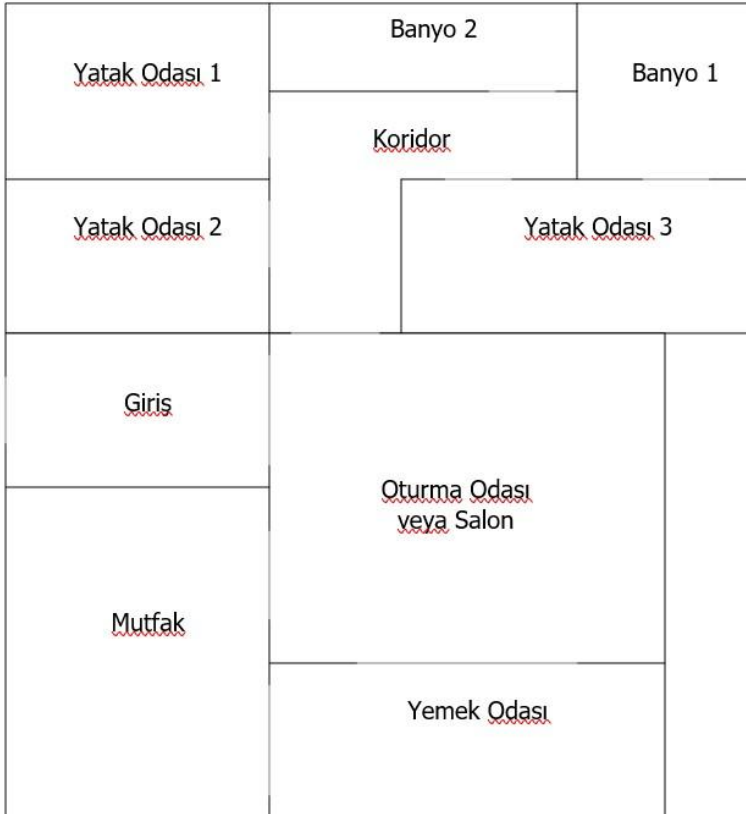 Banyo 2
Yatak Odası 1
Banyo 1
Koridor
Yatak Odası 2
Yatak Odası 3
Giriş
Oturma Odası
veya Salon
Mutfak
Yemek Odası